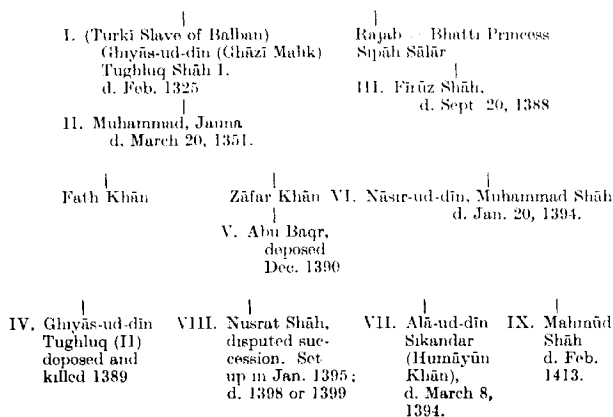 I. (Turkī Slave of Balban)
Ghiyās-ud-dīn (Ghāzī Malik)
Tughluq Shāh I.
d. Feb. 1325
Rajab = Bhatti Princess
Sipāh Sālār
III. Fīrūz Shāh,
d. Sept 20, 1388
II. Muhammad, Jauna
d. March 20, 1351.
Fath Khān
Zāfar Khān
VI. Nāsir-ud-dīn, Muhammad Shāh
d. Jan. 20, 1394.
V. Abu Baqr,
deposed
Dec. 1390
IV. Ghiyās-ud-dīn
Tughluq (II)
deposed and
killed 1389
VIII. Nusrat Shāh,
disputed suc-
cession. Set
up in Jan. 1395;
d. 1398 or 1399
VII. Alā-ud-dīn
Sikandar
(Humāyūn
Khān),
d. March 8,
1394.
IX. Mahmūd
Shāh
d. Feb.
1413.